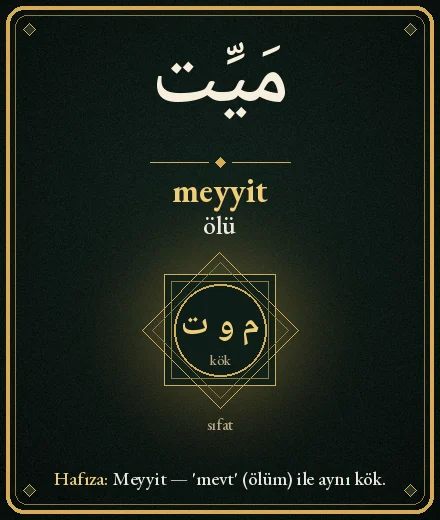 مَيِّت
meyyit
ölü
م و ت
kök
sıfat
Hafıza: Meyyit — 'mevt' (ölüm) ile aynı kök.